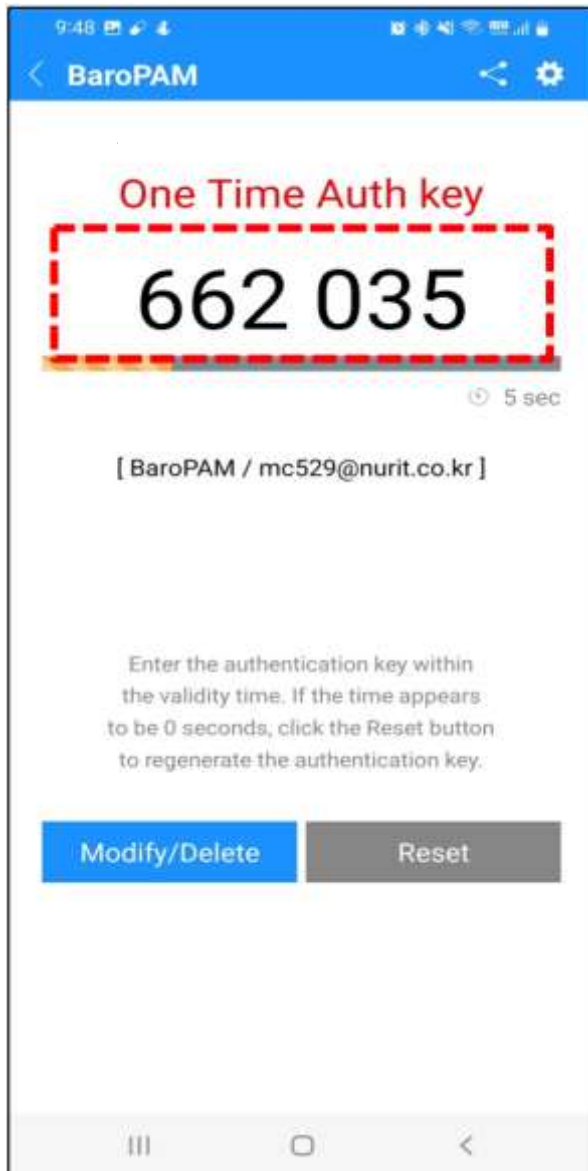 9:48
BaroPAM
One Time Auth key
662 035
5 sec
[ BaroPAM / mc529@nurit.co.kr ]
Enter the authentication key within
the validity time. If the time appears
to be 0 seconds, click the Reset button
to regenerate the authentication key.
Modify/Delete
Reset